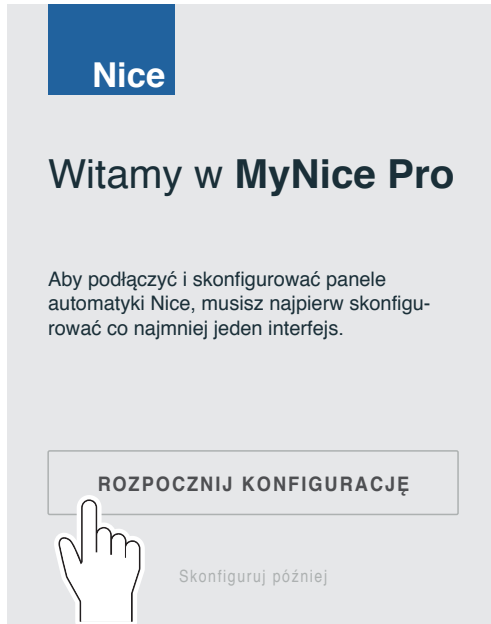 Nice
Witamy w MyNice Pro
Aby podłączyć i skonfigurować panele
automatyki Nice, musisz najpierw skonfigu-
rować co najmniej jeden interfejs.
ROZPOCZNIJ KONFIGURACJĘ
Skonfiguruj później